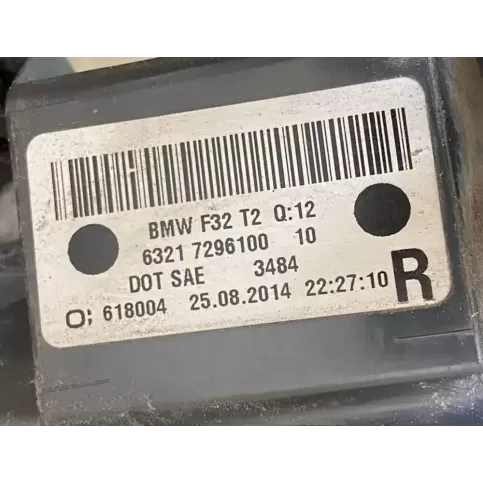 BMW F32 T2 Q:12
6321 7296100 10
DOT SAE 3484
O; 618004 25.08.2014 22:27:10 R